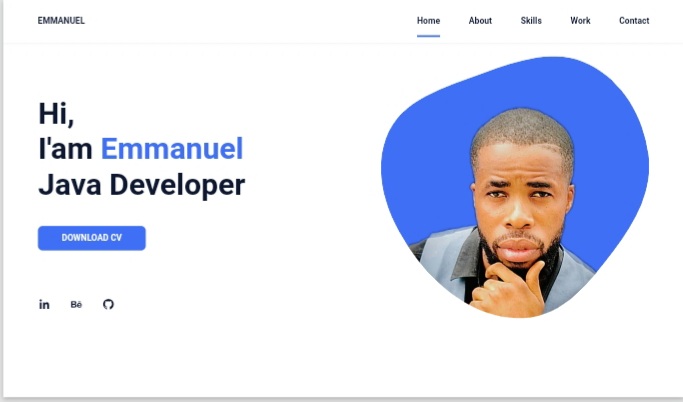 EMMANUEL
Home About Skills Work Contact
Hi,
I'am Emmanuel
Java Developer
DOWNLOAD CV
in Bē